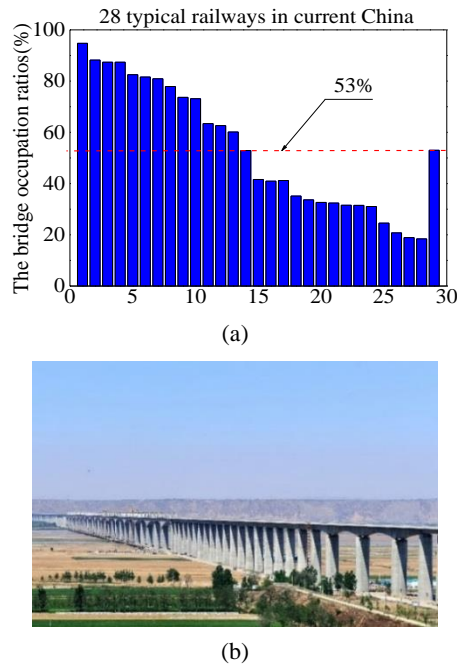 28 typical railways in current China
The bridge occupation ratios(%)
100
80
60
40
20
0
53%
0 5 10 15 20 25 30
(a)
(b)